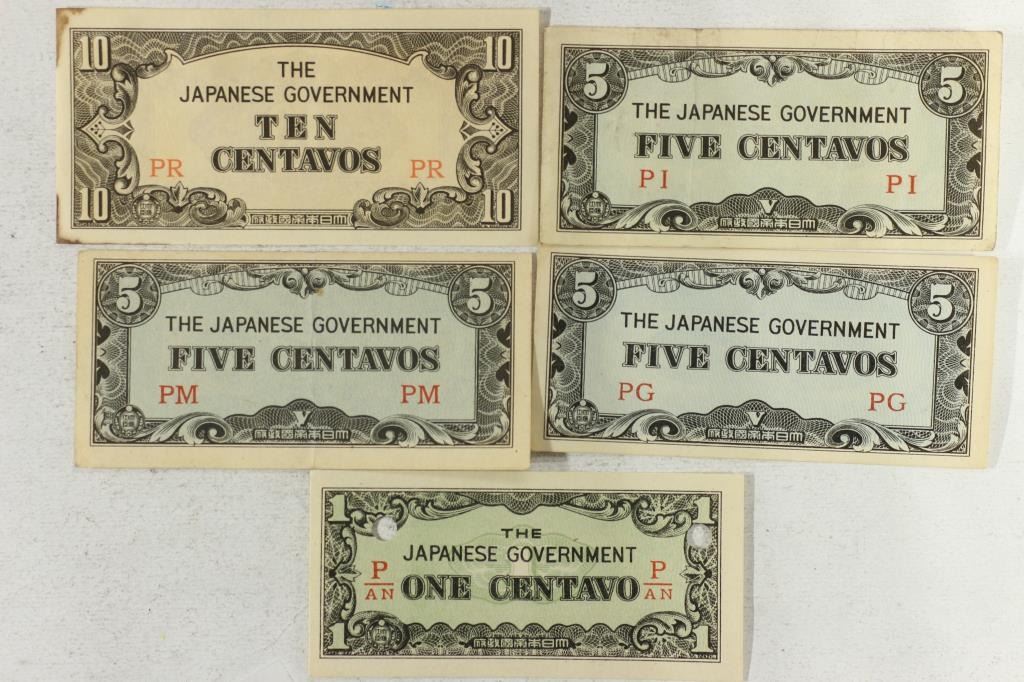 10 10
THE
JAPANESE GOVERNMENT
TEN
CENTAVOS
PR PR
10 10
5 5
THE JAPANESE GOVERNMENT
FIVE CENTAVOS
PI PI
V
5 5
THE JAPANESE GOVERNMENT
FIVE CENTAVOS
PM PM
V
5 5
THE JAPANESE GOVERNMENT
FIVE CENTAVOS
PG PG
V
1 1
THE
JAPANESE GOVERNMENT
P/AN ONE CENTAVO P/AN
1 1